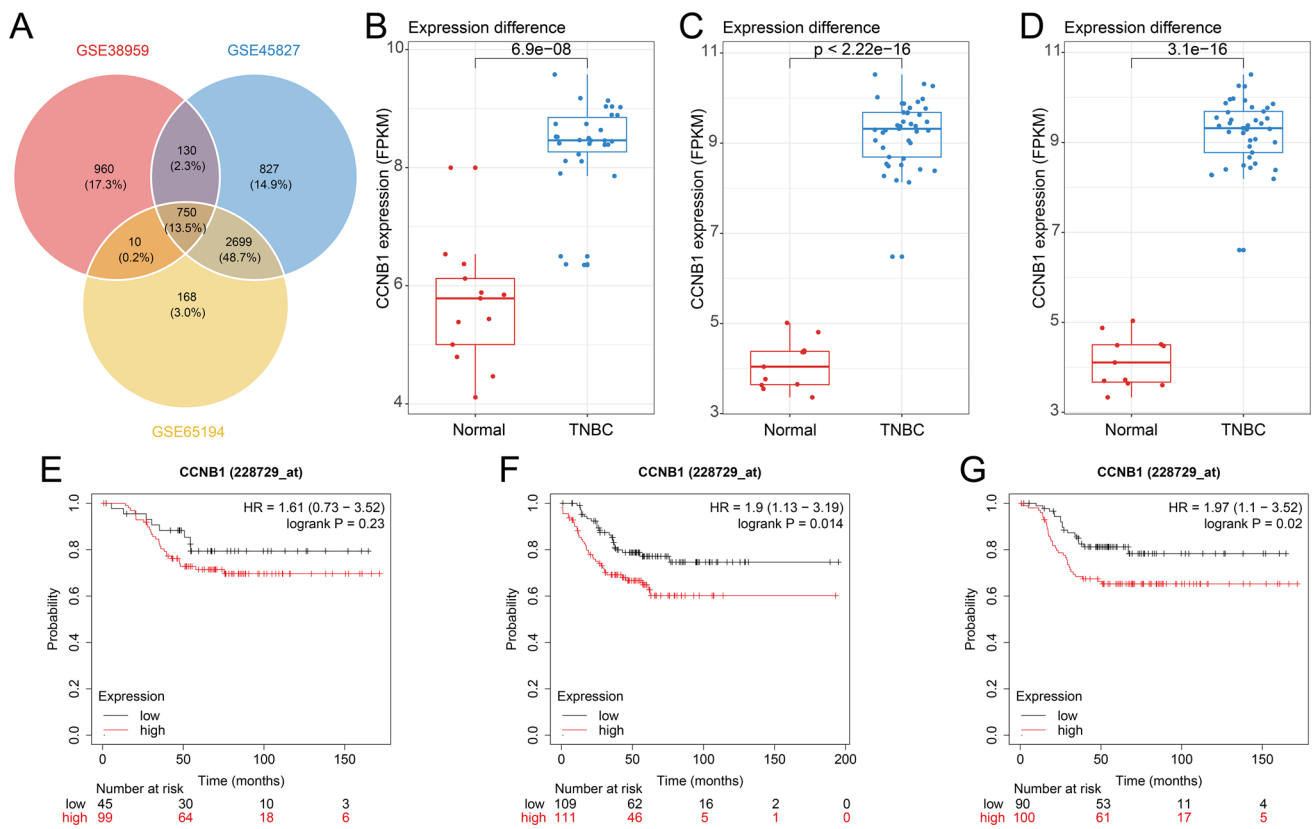 A
GSE38959
GSE45827
960
(17.3%)
130
(2.3%)
827
(14.9%)
750
(13.5%)
10
(0.2%)
2699
(48.7%)
168
(3.0%)
GSE65194
B
Expression difference
6.9e−08
CCNB1 expression (FPKM)
10
8
6
4
Normal
TNBC
C
Expression difference
p < 2.22e−16
CCNB1 expression (FPKM)
11
9
7
5
3
Normal
TNBC
D
Expression difference
3.1e−16
CCNB1 expression (FPKM)
11
9
7
5
3
Normal
TNBC
E
CCNB1 (228729_at)
HR = 1.61 (0.73 − 3.52)
logrank P = 0.23
Probability
1.0
0.8
0.6
0.4
0.2
0.0
Expression
low
high
0 50 100 150
Time (months)
Number at risk
low 45 30 10 3
high 99 64 18 6
F
CCNB1 (228729_at)
HR = 1.9 (1.13 − 3.19)
logrank P = 0.014
Probability
1.0
0.8
0.6
0.4
0.2
0.0
Expression
low
high
0 50 100 150 200
Time (months)
Number at risk
low 109 62 16 2 0
high 111 46 5 1 0
G
CCNB1 (228729_at)
HR = 1.97 (1.1 − 3.52)
logrank P = 0.02
Probability
1.0
0.8
0.6
0.4
0.2
0.0
Expression
low
high
0 50 100 150
Time (months)
Number at risk
low 90 53 11 4
high 100 61 17 5